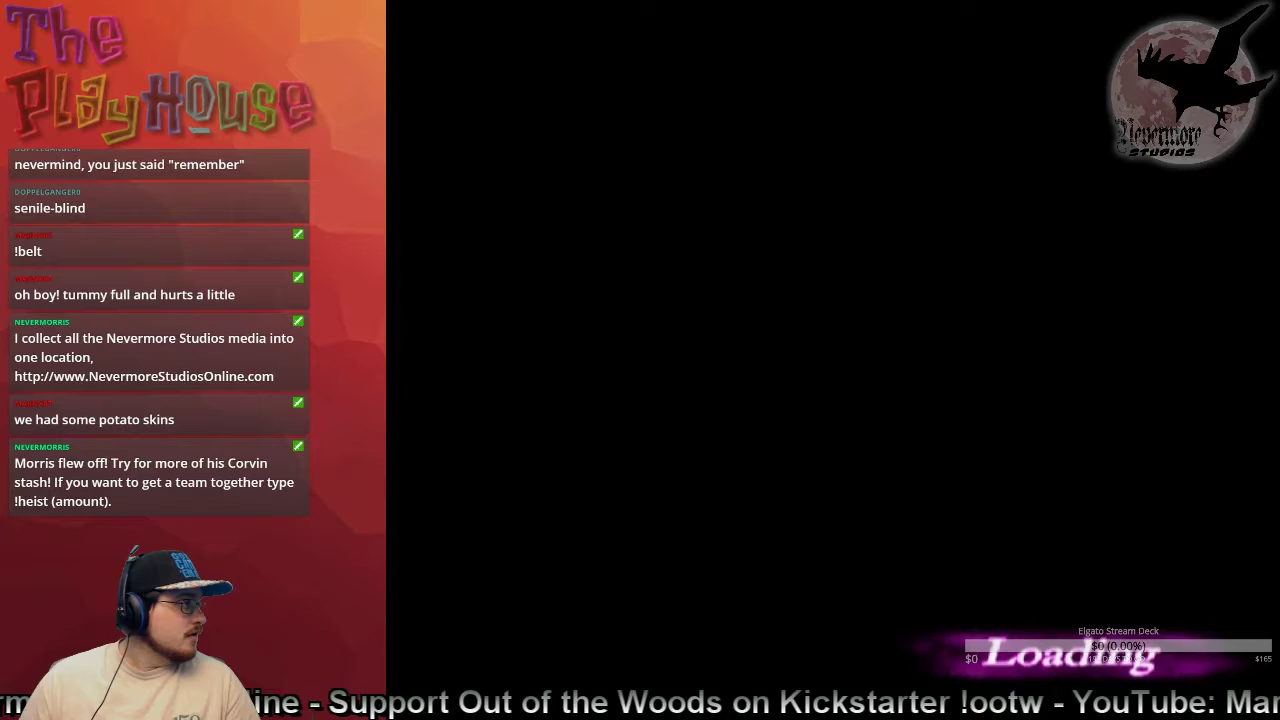 The
PlayHouse
Nevermore
STUDIOS
nevermind, you just said "remember"
DOPPELGANGER0
senile-blind
!belt
oh boy! tummy full and hurts a little
NEVERMORRIS
I collect all the Nevermore Studios media into
one location,
http://www.NevermoreStudiosOnline.com
we had some potato skins
NEVERMORRIS
Morris flew off! Try for more of his Corvin
stash! If you want to get a team together type
!heist (amount).
Elgato Stream Deck
$0 (0.00%)
$0
$165
Loading
line - Support Out of the Woods on Kickstarter !ootw - YouTube: Mar